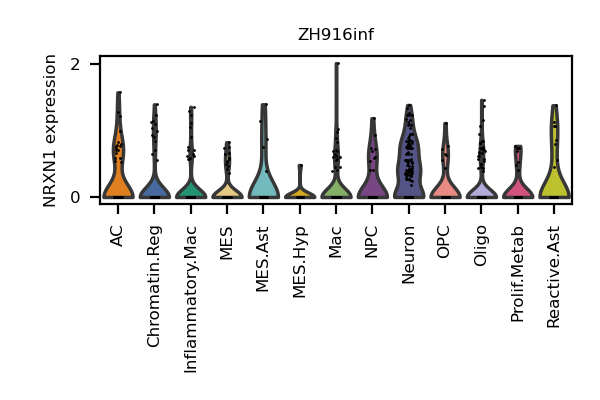 ZH916inf
NRXN1 expression
2
0
AC
Chromatin.Reg
Inflammatory.Mac
MES
MES.Ast
MES.Hyp
Mac
NPC
Neuron
OPC
Oligo
Prolif.Metab
Reactive.Ast